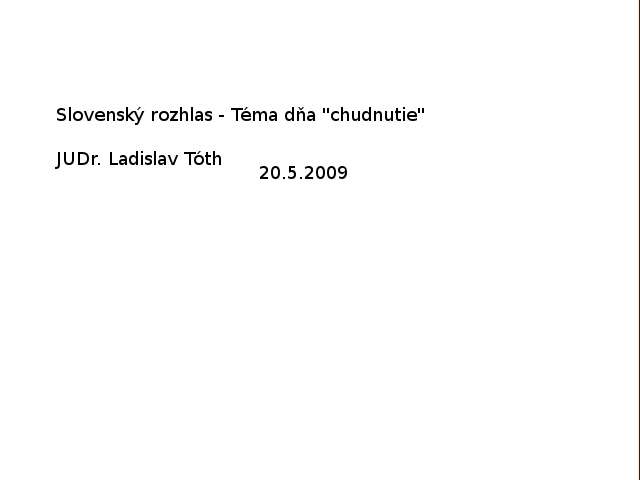 Slovenský rozhlas - Téma dňa "chudnutie"
JUDr. Ladislav Tóth
20.5.2009